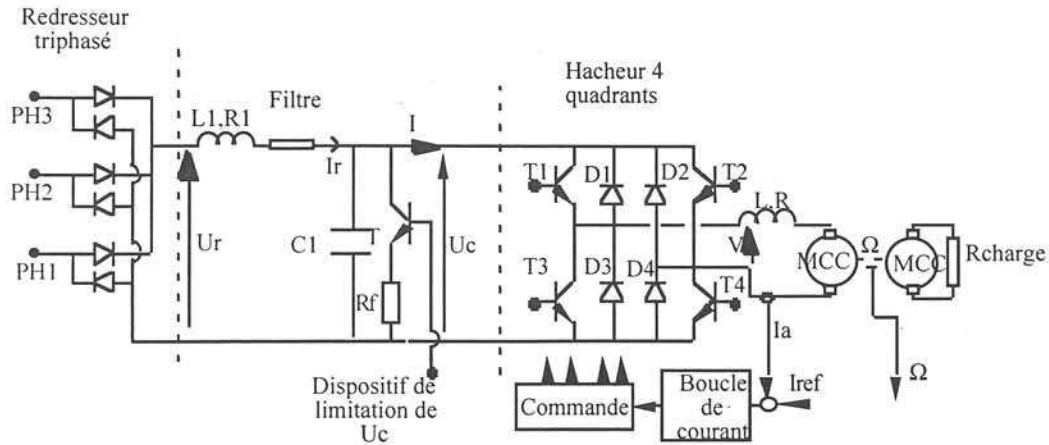 Redresseur
triphasé
PH3
PH2
PH1
Ur
L1.R1
Filtre
Ir
I
C1
T
Rf
Uc
Dispositif de
limitation de
Uc
Hacheur 4
quadrants
T1
D1
D2
T2
T3
D3
D4
T4
L.R
V
MCC
Ω
MCC
Rcharge
Ia
Ω
Iref
Commande
Boucle
de
courant